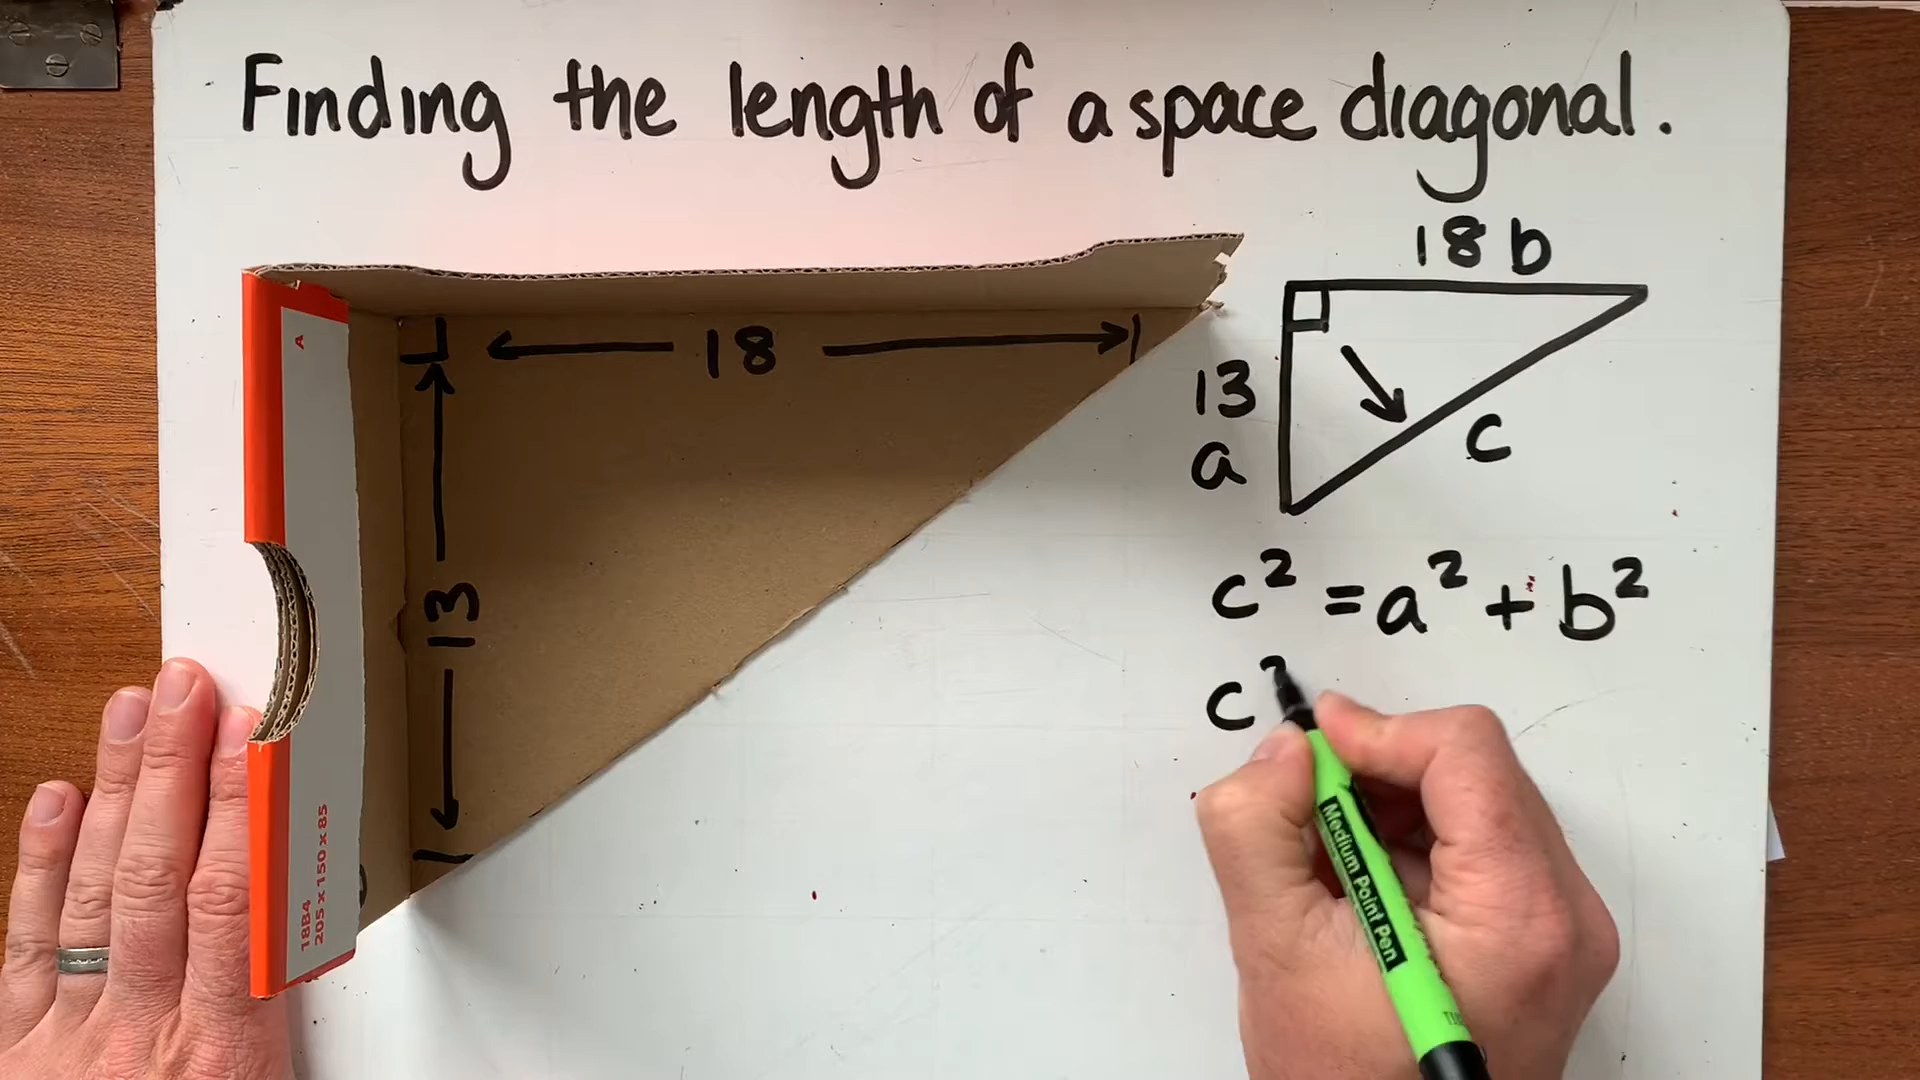 Finding the length of a space diagonal.
18 b
18
13
a
c
13
c² = a² + b²
c²
A
18B4
205 x 150 x 85
Medium Point Pen